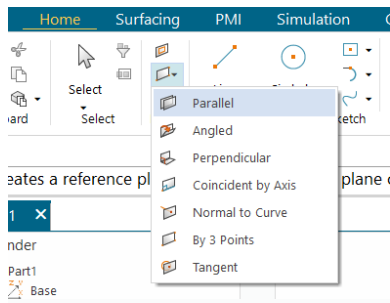 Home Surfacing PMI Simulation
Select
Select
Parallel
Angled
Perpendicular
Coincident by Axis
Normal to Curve
By 3 Points
Tangent
ard
ketch
eates a reference pl
plane
1 X
nder
Part1
Base